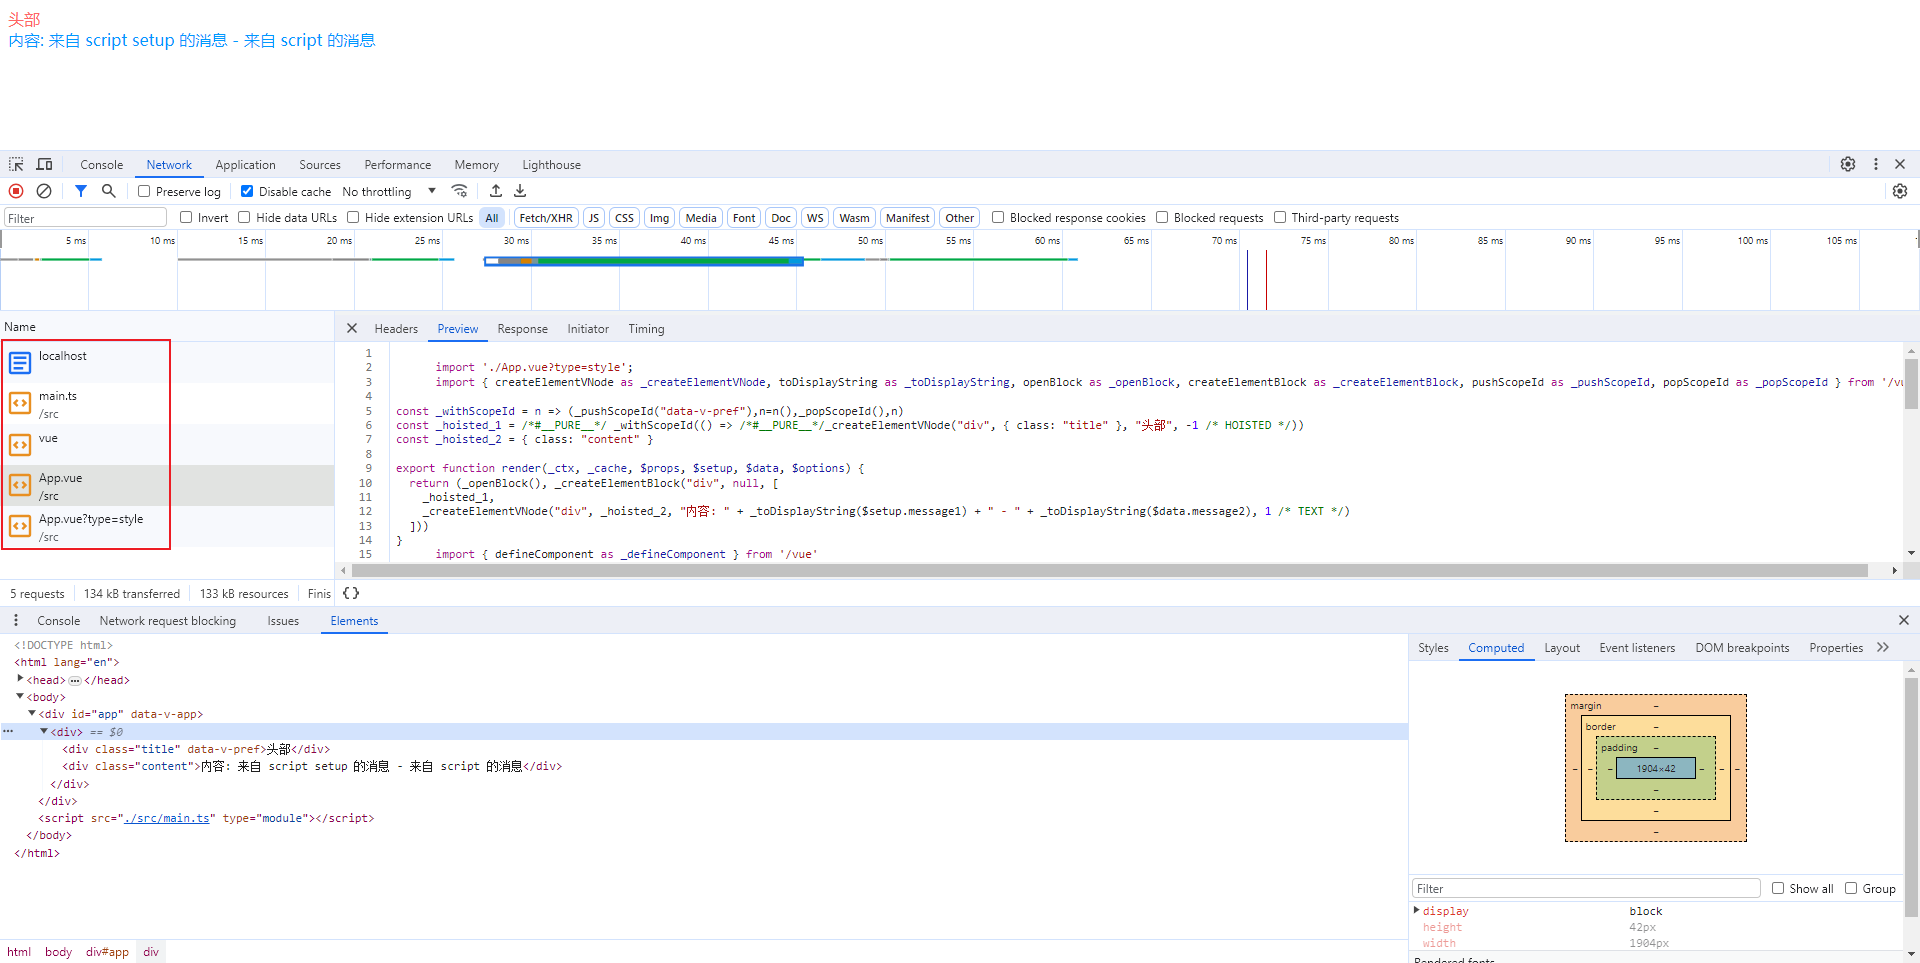 头部
内容: 来自 script setup 的消息 - 来自 script 的消息
Console Network Application Sources Performance Memory Lighthouse
Preserve log Disable cache No throttling
Filter Invert Hide data URLs Hide extension URLs All Fetch/XHR JS CSS Img Media Font Doc WS Wasm Manifest Other Blocked response cookies Blocked requests Third-party requests
5 ms 10 ms 15 ms 20 ms 25 ms 30 ms 35 ms 40 ms 45 ms 50 ms 55 ms 60 ms 65 ms 70 ms 75 ms 80 ms 85 ms 90 ms 95 ms 100 ms 105 ms
Name
localhost
main.ts
/src
vue
App.vue
/src
App.vue?type=style
/src
5 requests 134 kB transferred 133 kB resources Finis
Headers Preview Response Initiator Timing
1
2 import './App.vue?type=style';
3 import { createElementVNode as _createElementVNode, toDisplayString as _toDisplayString, openBlock as _openBlock, createElementBlock as _createElementBlock, pushScopeId as _pushScopeId, popScopeId as _popScopeId } from '/vu
4
5 const _withScopeId = n => (_pushScopeId("data-v-pref"),n=n(),_popScopeId(),n)
6 const _hoisted_1 = /*#__PURE__*/ _withScopeId(() => /*#__PURE__*/_createElementVNode("div", { class: "title" }, "头部", -1 /* HOISTED */))
7 const _hoisted_2 = { class: "content" }
8
9 export function render(_ctx, _cache, $props, $setup, $data, $options) {
10 return (_openBlock(), _createElementBlock("div", null, [
11 _hoisted_1,
12 _createElementVNode("div", _hoisted_2, "内容: " + _toDisplayString($setup.message1) + " - " + _toDisplayString($data.message2), 1 /* TEXT */)
13 ]))
14 }
15 import { defineComponent as _defineComponent } from '/vue'
{}
Console Network request blocking Issues Elements
<!DOCTYPE html>
<html lang="en">
<head>…</head>
<body>
<div id="app" data-v-app>
<div> == $0
<div class="title" data-v-pref>头部</div>
<div class="content">内容: 来自 script setup 的消息 - 来自 script 的消息</div>
</div>
</div>
<script src="./src/main.ts" type="module"></script>
</body>
</html>
html body div#app div
Styles Computed Layout Event listeners DOM breakpoints Properties
margin –
border –
padding –
– – – 1904×42 – – –
–
–
–
Filter Show all Group
display block
height 42px
width 1904px
Rendered fonts